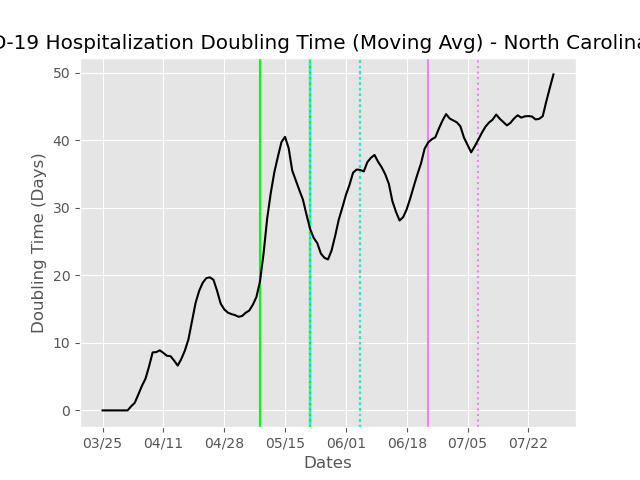 D-19 Hospitalization Doubling Time (Moving Avg) - North Carolina
Doubling Time (Days)
50
40
30
20
10
0
03/25 04/11 04/28 05/15 06/01 06/18 07/05 07/22
Dates